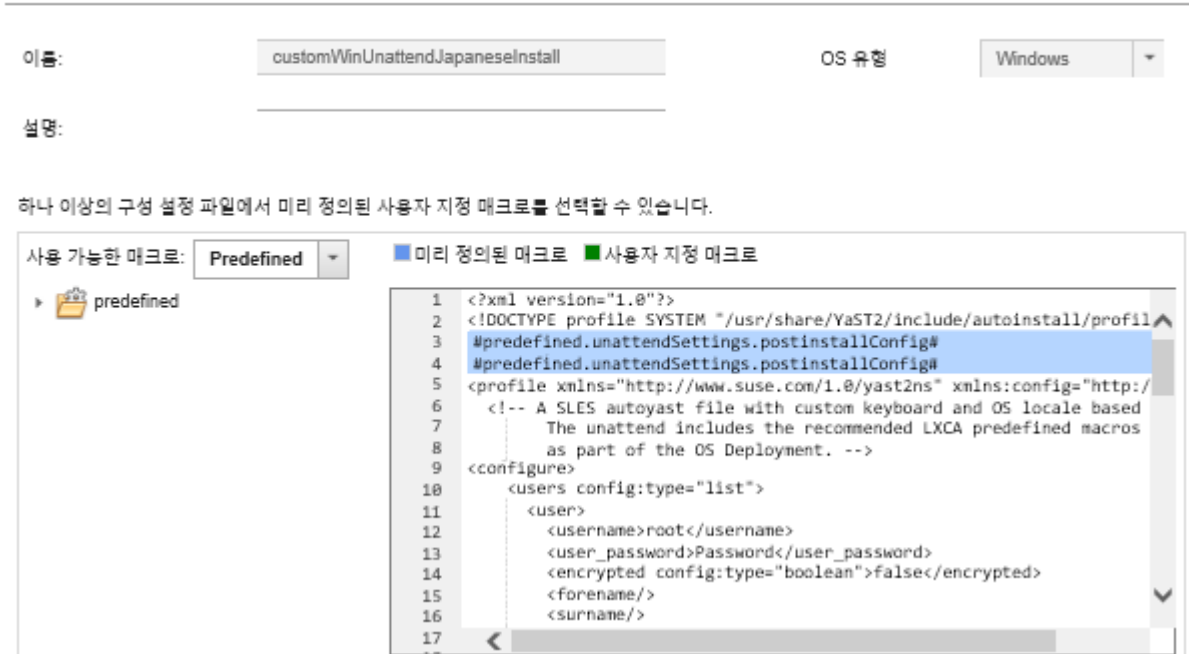 이름:
customWinUnattendJapaneseInstall
OS 유형
Windows
설명:
하나 이상의 구성 설정 파일에서 미리 정의된 사용자 지정 매크로를 선택할 수 있습니다.
사용 가능한 매크로:
Predefined
미리 정의된 매크로
사용자 지정 매크로
predefined
1 <?xml version="1.0"?>
2 <!DOCTYPE profile SYSTEM "/usr/share/YaST2/include/autoinstall/profil
3 #predefined.unattendSettings.postinstallConfig#
4 #predefined.unattendSettings.postinstallConfig#
5 <profile xmlns="http://www.suse.com/1.0/yast2ns" xmlns:config="http:/
6 <!-- A SLES autoyast file with custom keyboard and OS locale based
7 The unattend includes the recommended LXCA predefined macros
8 as part of the OS Deployment. -->
9 <configure>
10 <users config:type="list">
11 <user>
12 <username>root</username>
13 <user_password>Password</user_password>
14 <encrypted config:type="boolean">false</encrypted>
15 <forename/>
16 <surname/>
17